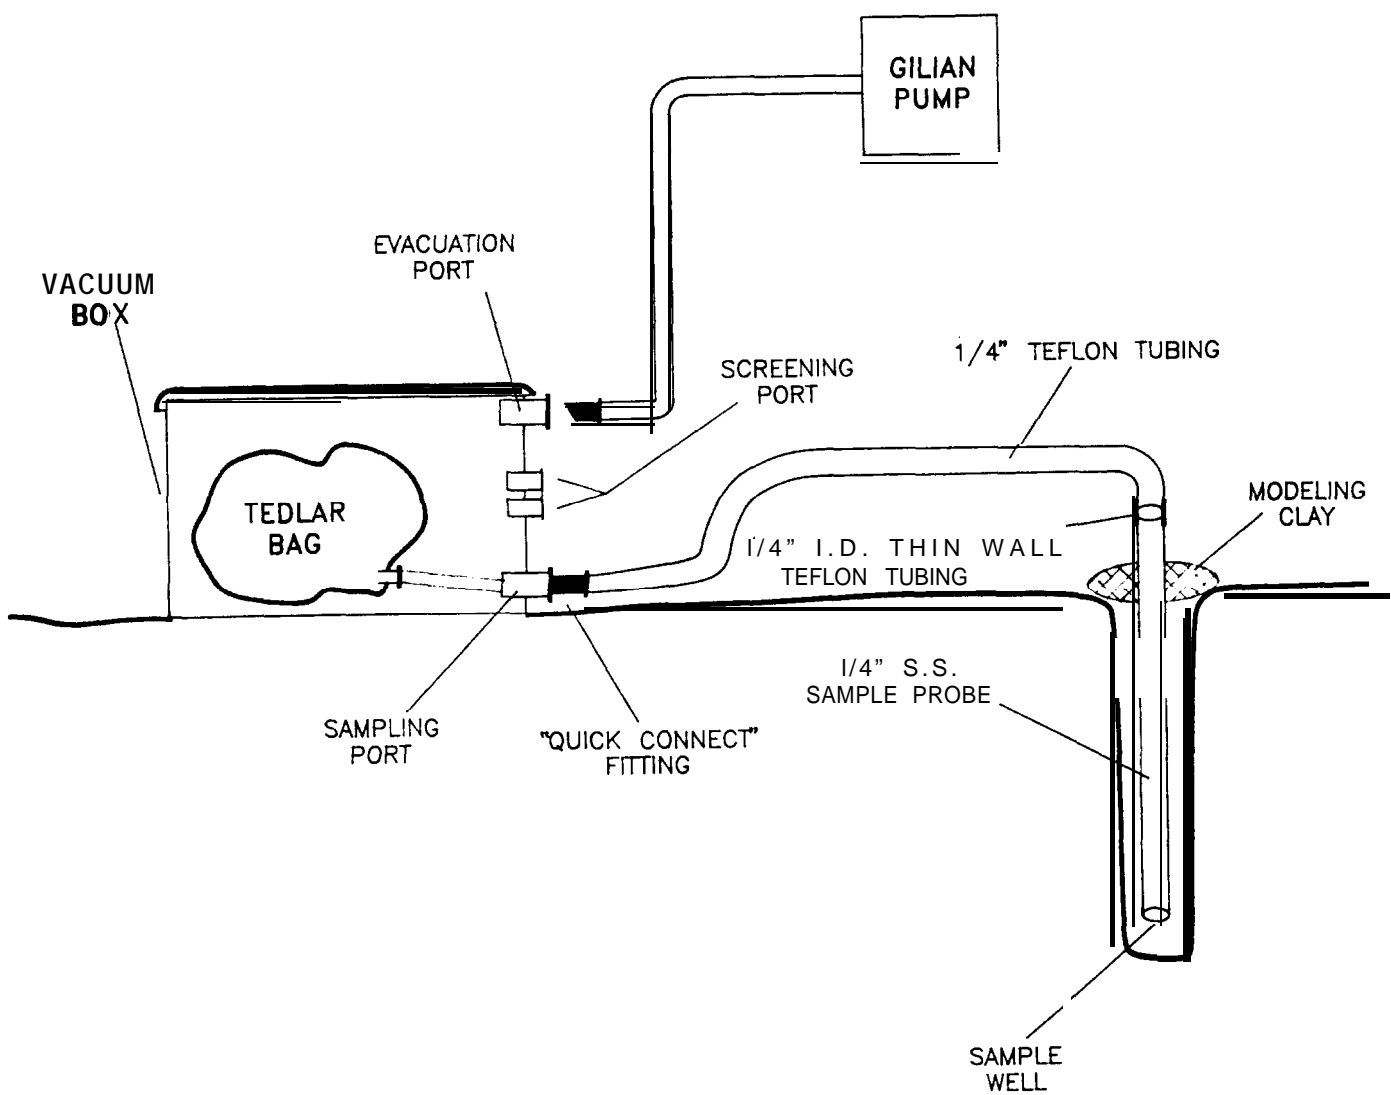 GILIAN
PUMP
EVACUATION
PORT
VACUUM
BOX
SCREENING
PORT
1/4" TEFLON TUBING
MODELING
CLAY
TEDLAR
BAG
1/4" I.D. THIN WALL
TEFLON TUBING
1/4" S.S.
SAMPLE PROBE
SAMPLING
PORT
"QUICK CONNECT"
FITTING
SAMPLE
WELL